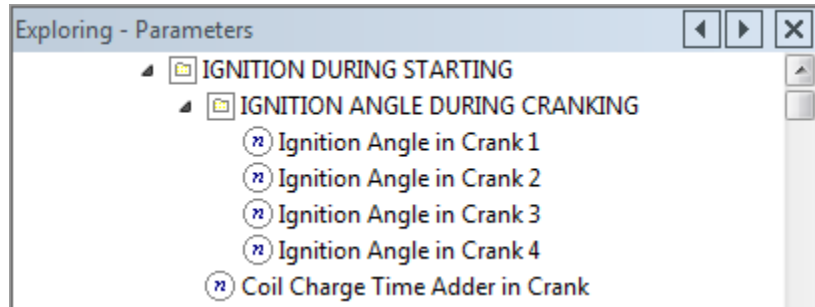 Exploring - Parameters
IGNITION DURING STARTING
IGNITION ANGLE DURING CRANKING
n Ignition Angle in Crank 1
n Ignition Angle in Crank 2
n Ignition Angle in Crank 3
n Ignition Angle in Crank 4
n Coil Charge Time Adder in Crank